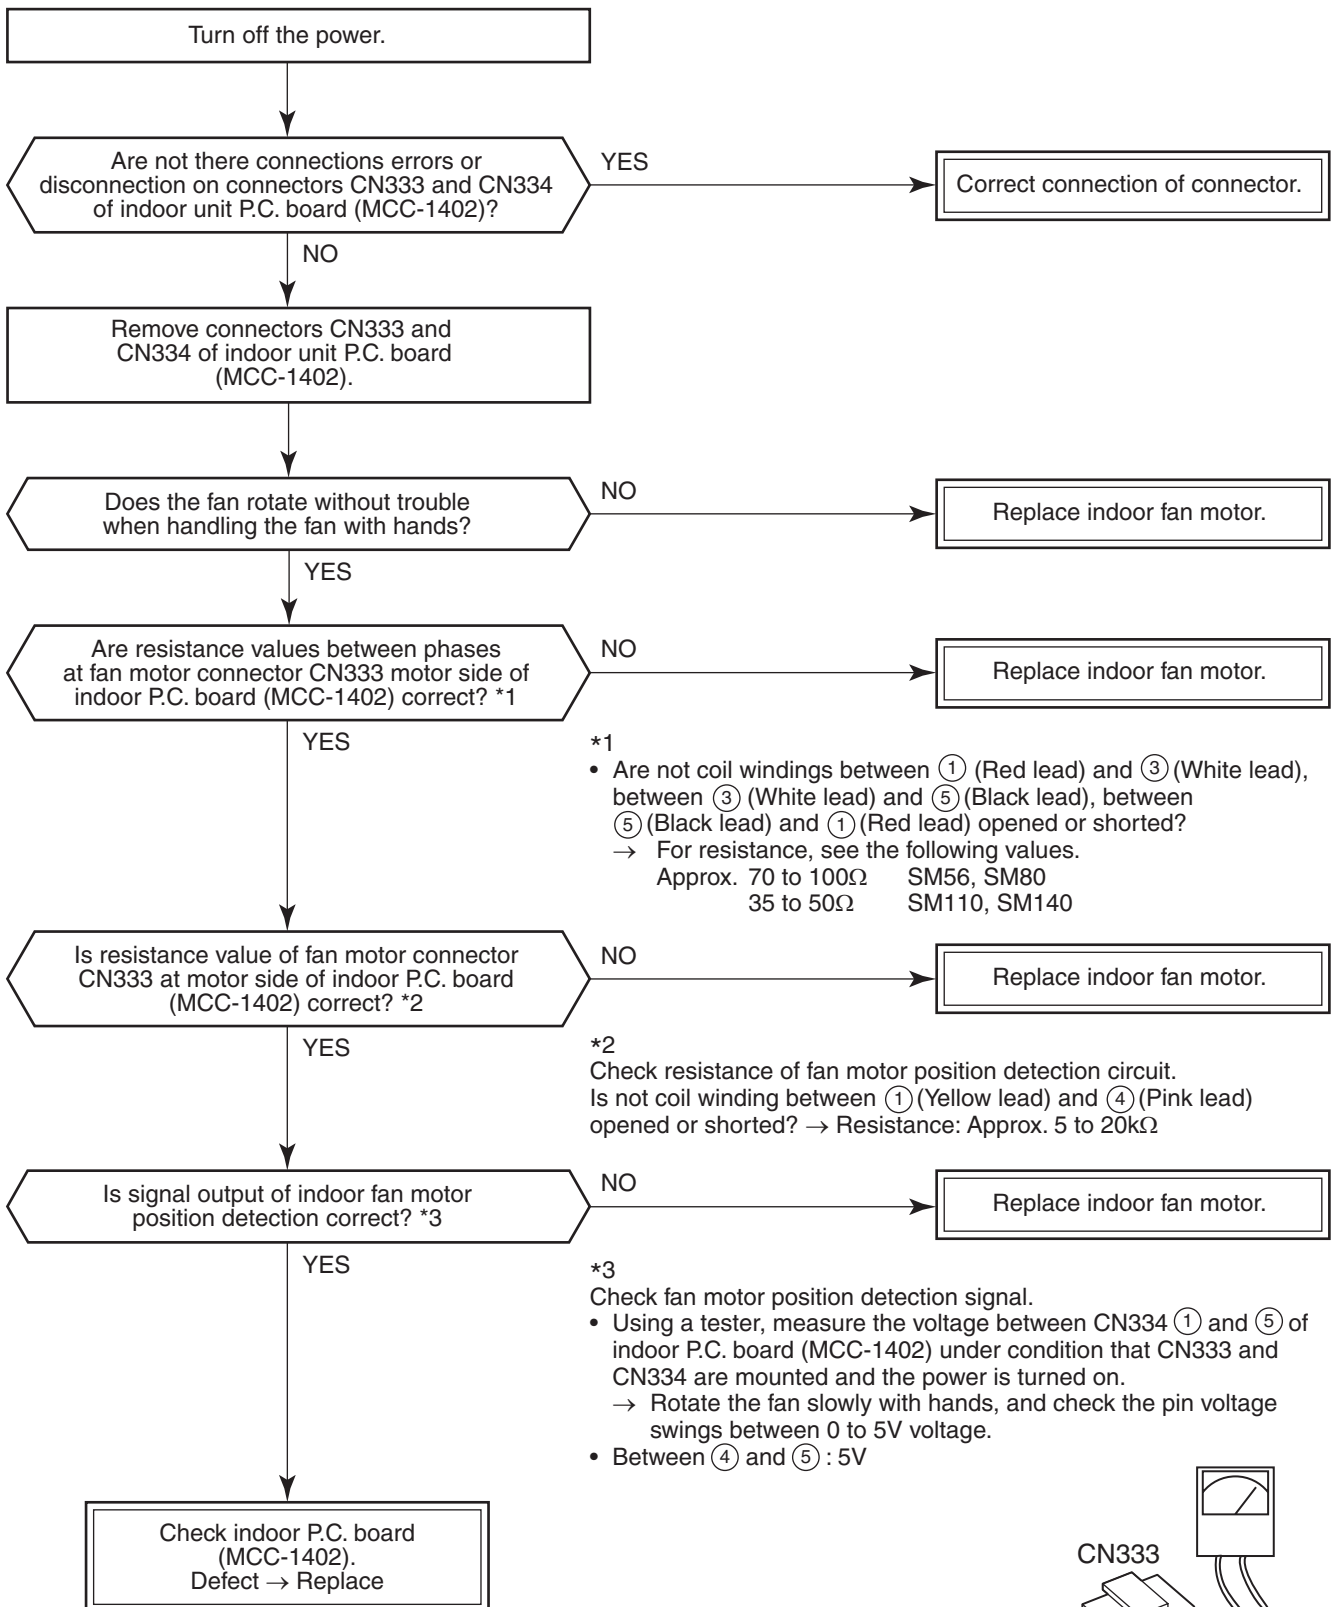 Turn off the power.
Are not there connections errors or
disconnection on connectors CN333 and CN334
of indoor unit P.C. board (MCC-1402)?
YES
Correct connection of connector.
NO
Remove connectors CN333 and
CN334 of indoor unit P.C. board
(MCC-1402).
Does the fan rotate without trouble
when handling the fan with hands?
NO
Replace indoor fan motor.
YES
Are resistance values between phases
at fan motor connector CN333 motor side of
indoor P.C. board (MCC-1402) correct? *1
NO
Replace indoor fan motor.
YES
*1
• Are not coil windings between ① (Red lead) and ③ (White lead),
between ③ (White lead) and ⑤ (Black lead), between
⑤ (Black lead) and ① (Red lead) opened or shorted?
→ For resistance, see the following values.
Approx. 70 to 100Ω SM56, SM80
35 to 50Ω SM110, SM140
Is resistance value of fan motor connector
CN333 at motor side of indoor P.C. board
(MCC-1402) correct? *2
NO
Replace indoor fan motor.
YES
*2
Check resistance of fan motor position detection circuit.
Is not coil winding between ① (Yellow lead) and ④ (Pink lead)
opened or shorted? → Resistance: Approx. 5 to 20kΩ
Is signal output of indoor fan motor
position detection correct? *3
NO
Replace indoor fan motor.
YES
*3
Check fan motor position detection signal.
• Using a tester, measure the voltage between CN334 ① and ⑤ of
indoor P.C. board (MCC-1402) under condition that CN333 and
CN334 are mounted and the power is turned on.
→ Rotate the fan slowly with hands, and check the pin voltage
swings between 0 to 5V voltage.
• Between ④ and ⑤ : 5V
Check indoor P.C. board
(MCC-1402).
Defect → Replace
CN333